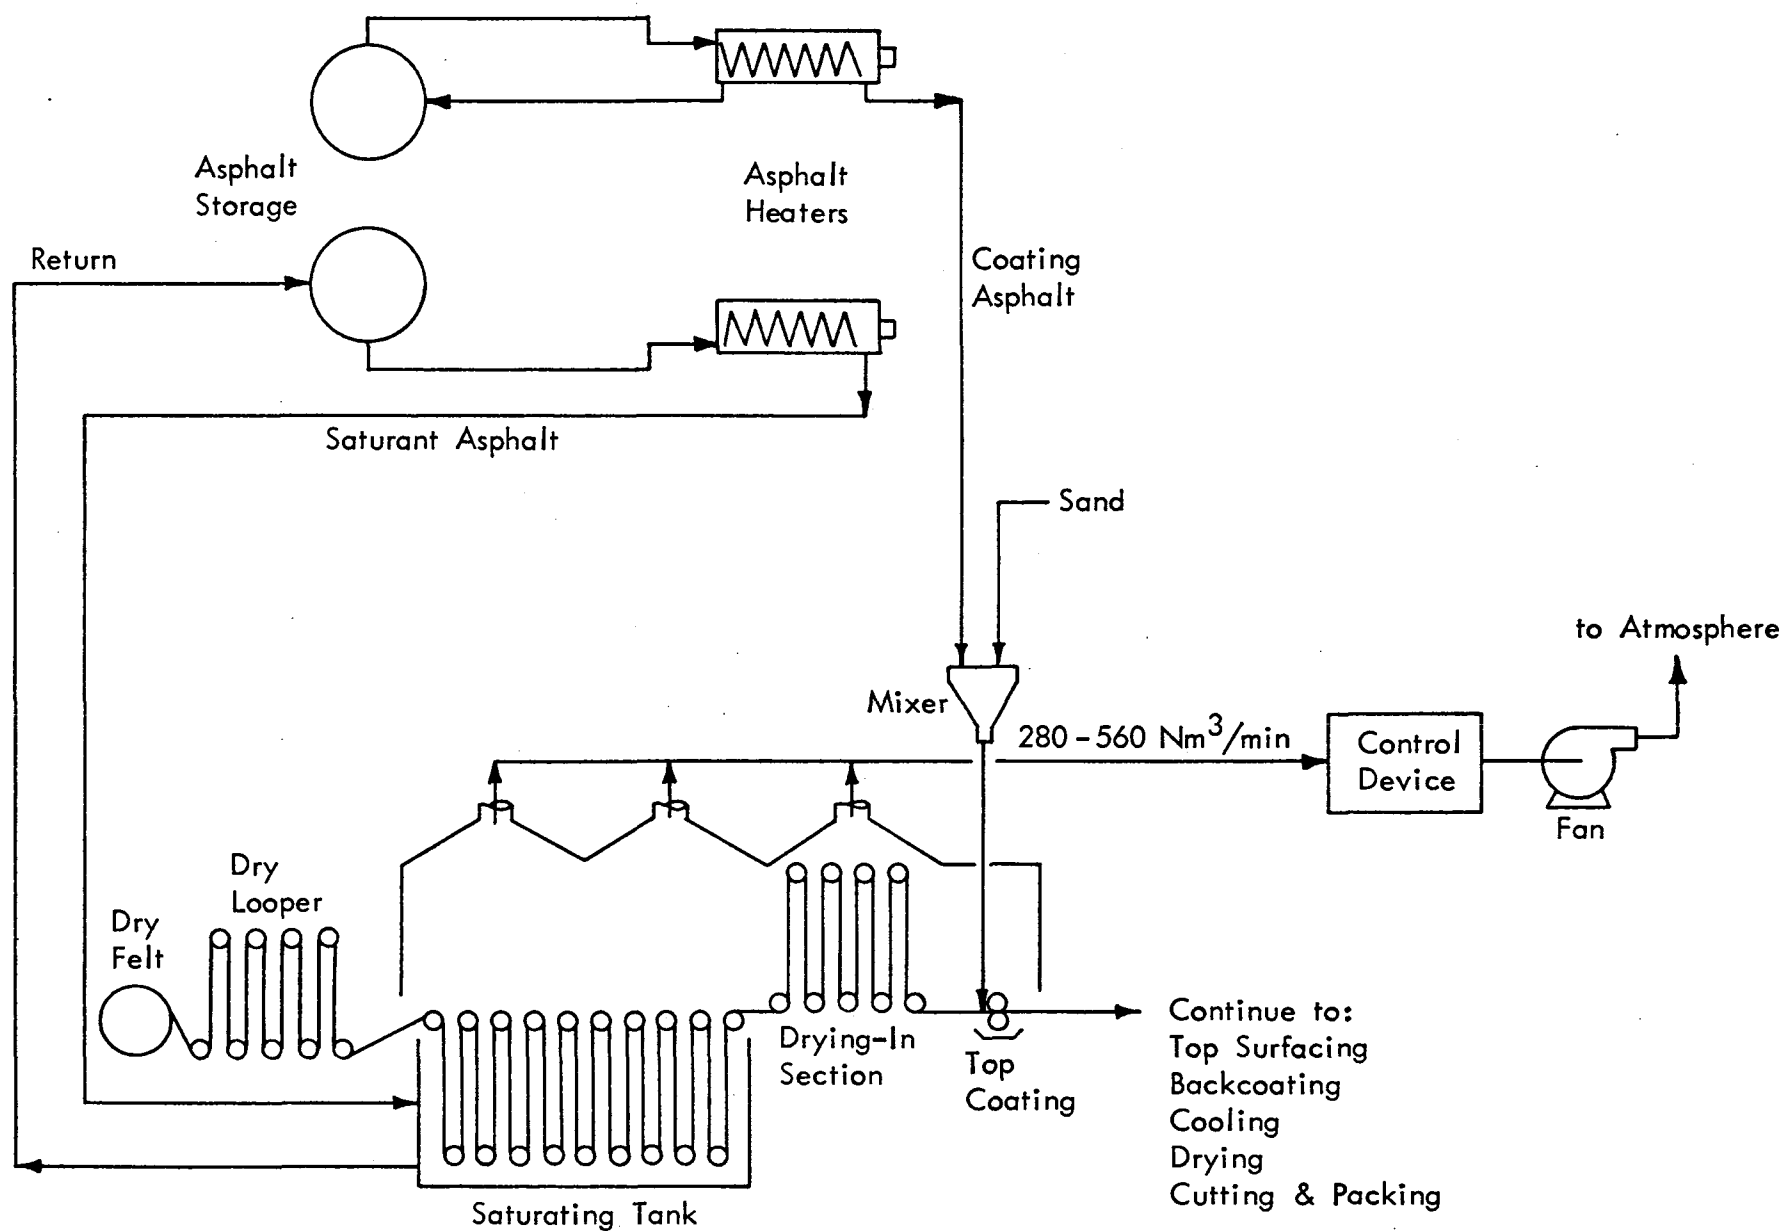 Asphalt
Storage
Asphalt
Heaters
Return
Coating
Asphalt
Saturant Asphalt
Sand
to Atmosphere
Mixer
280 – 560 Nm³/min
Control
Device
Fan
Dry
Looper
Dry
Felt
Drying-In
Section
Top
Coating
Continue to:
Top Surfacing
Backcoating
Cooling
Drying
Cutting & Packing
Saturating Tank